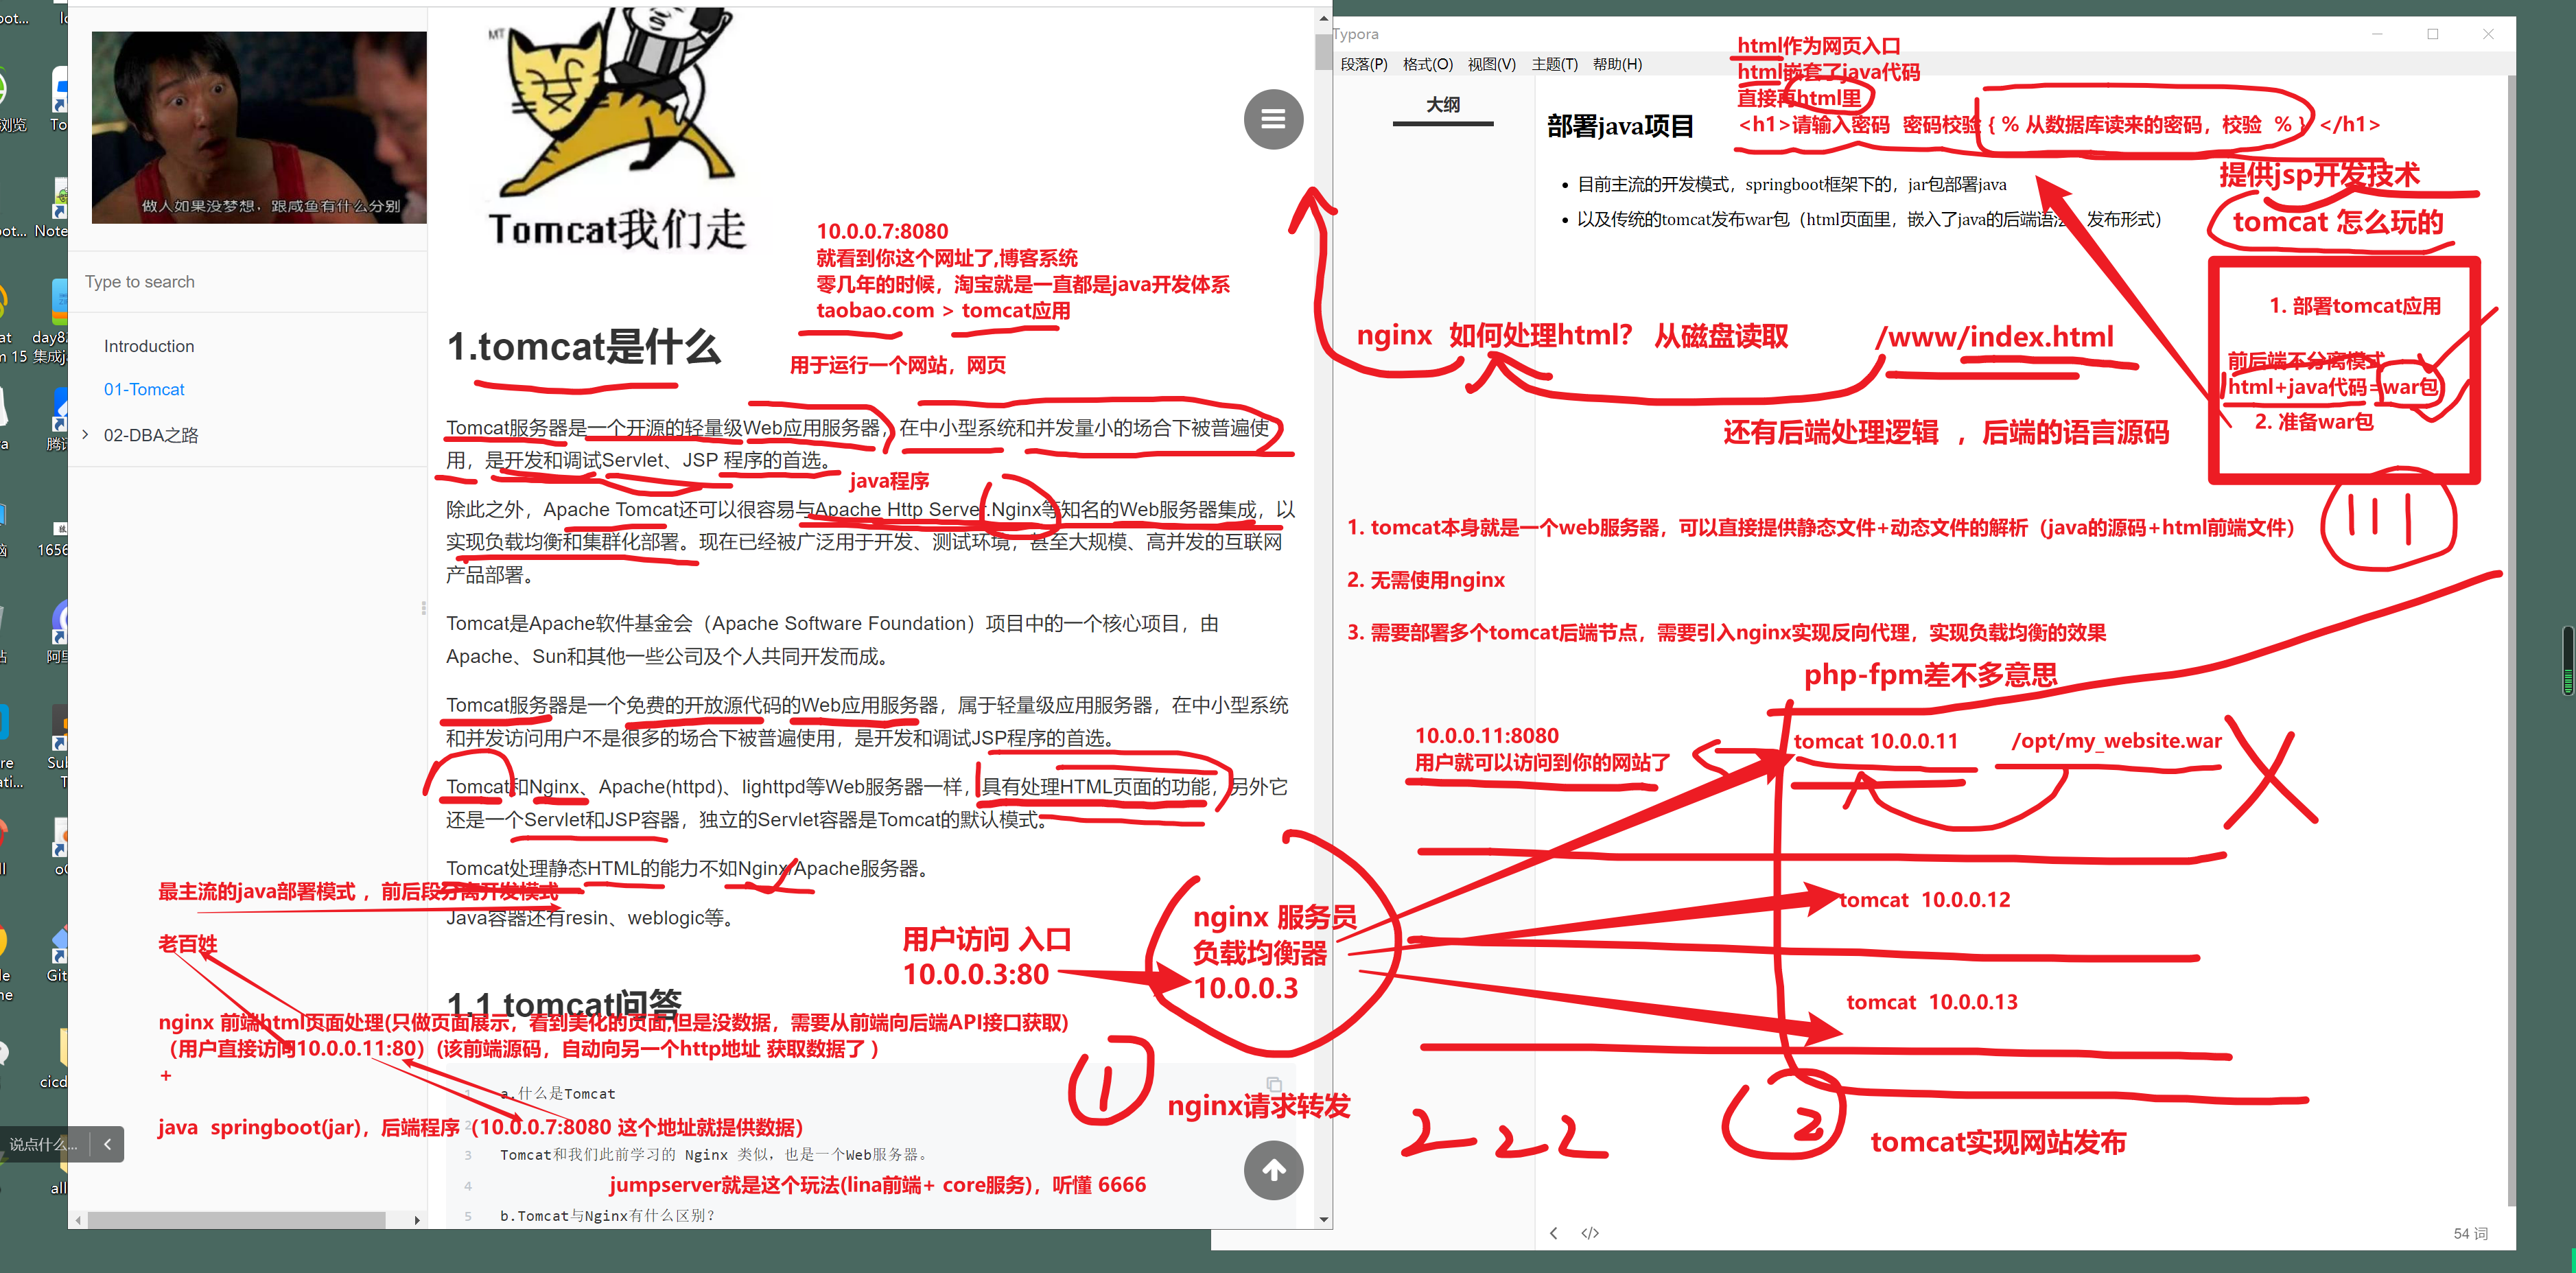 Typora
段落(P) 格式(O) 视图(V) 主题(T) 帮助(H)
大纲
html作为网页入口
html嵌套了java代码
直接再html里
<h1>请输入密码 密码校验 { % 从数据库读来的密码，校验 % } </h1>
部署java项目
目前主流的开发模式，springboot框架下的，jar包部署java
以及传统的tomcat发布war包（html页面里，嵌入了java的后端语法，发布形式）
提供jsp开发技术
tomcat 怎么玩的
1. 部署tomcat应用
前后端不分离模式
html+java代码=war包
2. 准备war包
nginx 如何处理html？ 从磁盘读取 /www/index.html
还有后端处理逻辑 ，后端的语言源码
1. tomcat本身就是一个web服务器，可以直接提供静态文件+动态文件的解析（java的源码+html前端文件）
2. 无需使用nginx
3. 需要部署多个tomcat后端节点，需要引入nginx实现反向代理，实现负载均衡的效果
php-fpm差不多意思
10.0.0.11:8080
用户就可以访问到你的网站了
tomcat 10.0.0.11 /opt/my_website.war
tomcat 10.0.0.12
tomcat 10.0.0.13
2 2 2
2
tomcat实现网站发布
54 词
做人如果没梦想，跟咸鱼有什么分别
Type to search
Introduction
01-Tomcat
02-DBA之路
MT
Tomcat我们走
10.0.0.7:8080
就看到你这个网址了,博客系统
零几年的时候，淘宝就是一直都是java开发体系
taobao.com > tomcat应用
用于运行一个网站，网页
1.tomcat是什么
Tomcat服务器是一个开源的轻量级Web应用服务器，在中小型系统和并发量小的场合下被普遍使
用，是开发和调试Servlet、JSP 程序的首选。
java程序
除此之外，Apache Tomcat还可以很容易与Apache Http Server.Nginx等知名的Web服务器集成，以
实现负载均衡和集群化部署。现在已经被广泛用于开发、测试环境，甚至大规模、高并发的互联网
产品部署。
Tomcat是Apache软件基金会（Apache Software Foundation）项目中的一个核心项目，由
Apache、Sun和其他一些公司及个人共同开发而成。
Tomcat服务器是一个免费的开放源代码的Web应用服务器，属于轻量级应用服务器，在中小型系统
和并发访问用户不是很多的场合下被普遍使用，是开发和调试JSP程序的首选。
Tomcat和Nginx、Apache(httpd)、lighttpd等Web服务器一样，具有处理HTML页面的功能，另外它
还是一个Servlet和JSP容器，独立的Servlet容器是Tomcat的默认模式。
Tomcat处理静态HTML的能力不如Nginx/Apache服务器。
Java容器还有resin、weblogic等。
最主流的java部署模式 ，前后段分离开发模式
老百姓
用户访问 入口
10.0.0.3:80
nginx 服务员
负载均衡器
10.0.0.3
1.1 tomcat问答
nginx 前端html页面处理(只做页面展示，看到美化的页面,但是没数据，需要从前端向后端API接口获取)
（用户直接访问10.0.0.11:80）(该前端源码，自动向另一个http地址 获取数据了 ）
+
java springboot(jar)，后端程序（10.0.0.7:8080 这个地址就提供数据）
1
nginx请求转发
1 a.什么是Tomcat
2
3 Tomcat和我们此前学习的 Nginx 类似，也是一个Web服务器。
4
jumpserver就是这个玩法(lina前端+ core服务)，听懂 6666
5 b.Tomcat与Nginx有什么区别?
说点什么...